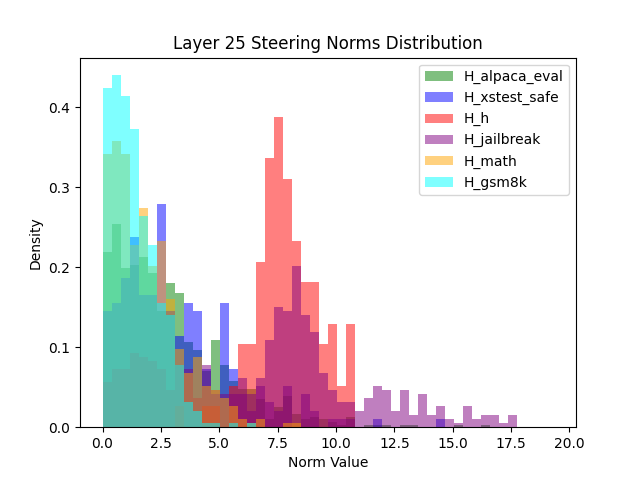 Layer 25 Steering Norms Distribution
H_alpaca_eval
H_xstest_safe
H_h
H_jailbreak
H_math
H_gsm8k
Density
0.4
0.3
0.2
0.1
0.0
0.0
2.5
5.0
7.5
10.0
12.5
15.0
17.5
20.0
Norm Value